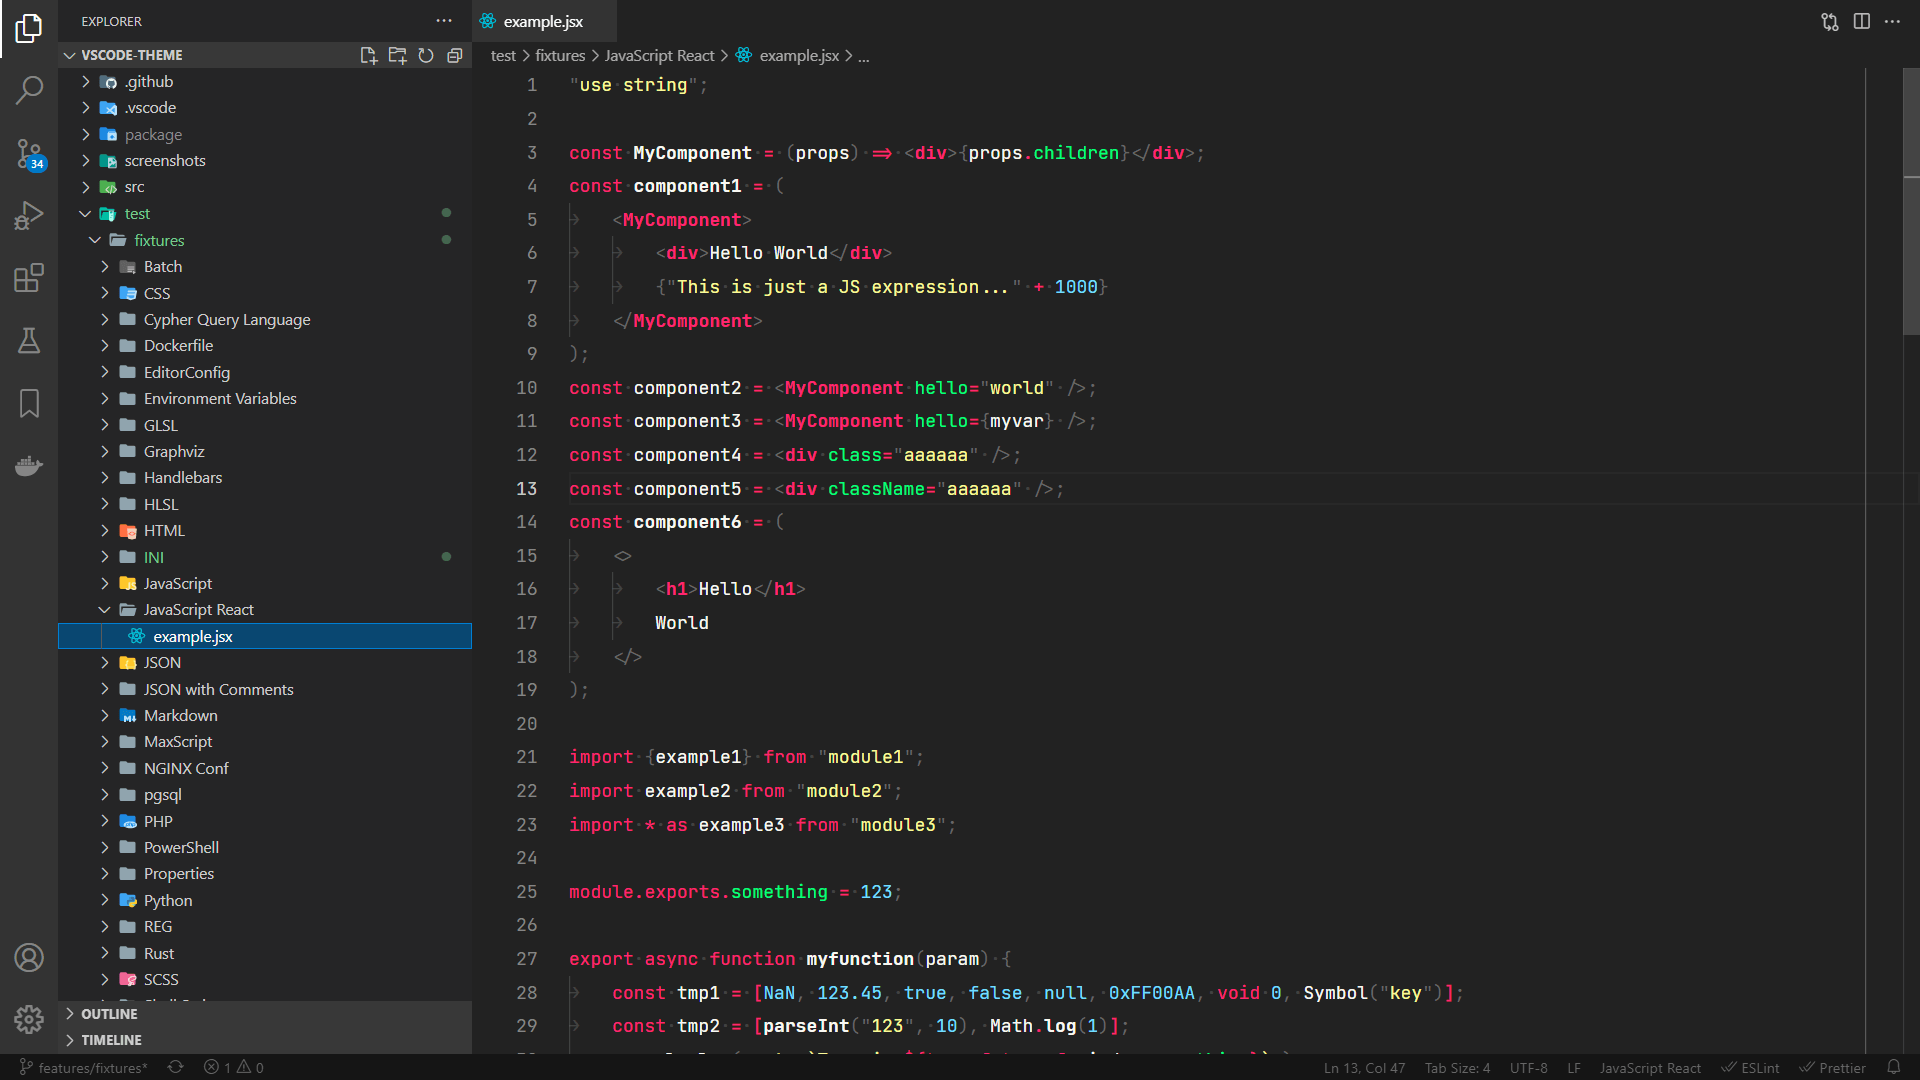 EXPLORER
VSCODE-THEME
.github
.vscode
package
screenshots
src
test
fixtures
Batch
CSS
Cypher Query Language
Dockerfile
EditorConfig
Environment Variables
GLSL
Graphviz
Handlebars
HLSL
HTML
INI
JavaScript
JavaScript React
example.jsx
JSON
JSON with Comments
Markdown
MaxScript
NGINX Conf
pgsql
PHP
PowerShell
Properties
Python
REG
Rust
SCSS
OUTLINE
TIMELINE
34
example.jsx
test > fixtures > JavaScript React > example.jsx > ...
1 "use string";
2
3 const MyComponent = (props) => <div>{props.children}</div>;
4 const component1 = (
5 <MyComponent>
6 <div>Hello World</div>
7 {"This is just a JS expression..." + 1000}
8 </MyComponent>
9 );
10 const component2 = <MyComponent hello="world" />;
11 const component3 = <MyComponent hello={myvar} />;
12 const component4 = <div class="aaaaaa" />;
13 const component5 = <div className="aaaaaa" />;
14 const component6 = (
15 <>
16 <h1>Hello</h1>
17 World
18 </>
19 );
20
21 import {example1} from "module1";
22 import example2 from "module2";
23 import * as example3 from "module3";
24
25 module.exports.something = 123;
26
27 export async function myfunction(param) {
28 const tmp1 = [NaN, 123.45, true, false, null, 0xFF00AA, void 0, Symbol("key")];
29 const tmp2 = [parseInt("123", 10), Math.log(1)];
features/fixtures* 1 0 Ln 13, Col 47 Tab Size: 4 UTF-8 LF JavaScript React ESLint Prettier